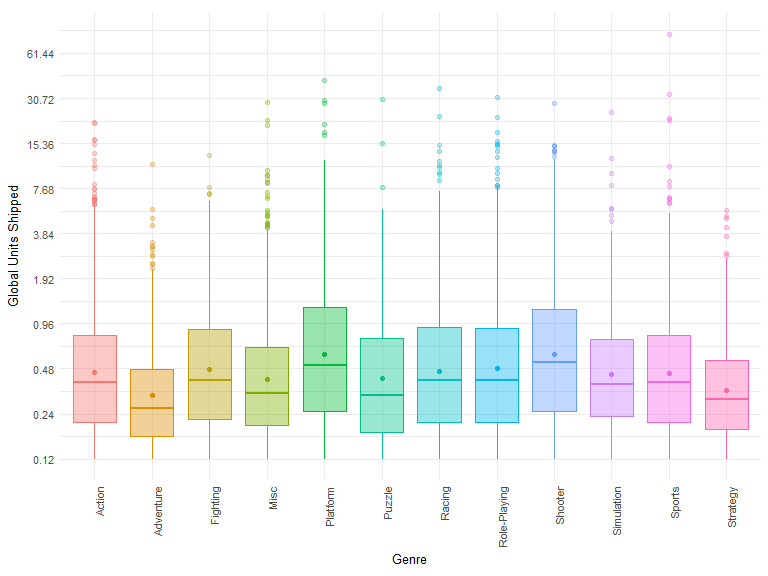 61.44
30.72
15.36
7.68
3.84
1.92
0.96
0.48
0.24
0.12
Global Units Shipped
Action
Adventure
Fighting
Misc
Platform
Puzzle
Racing
Role-Playing
Shooter
Simulation
Sports
Strategy
Genre